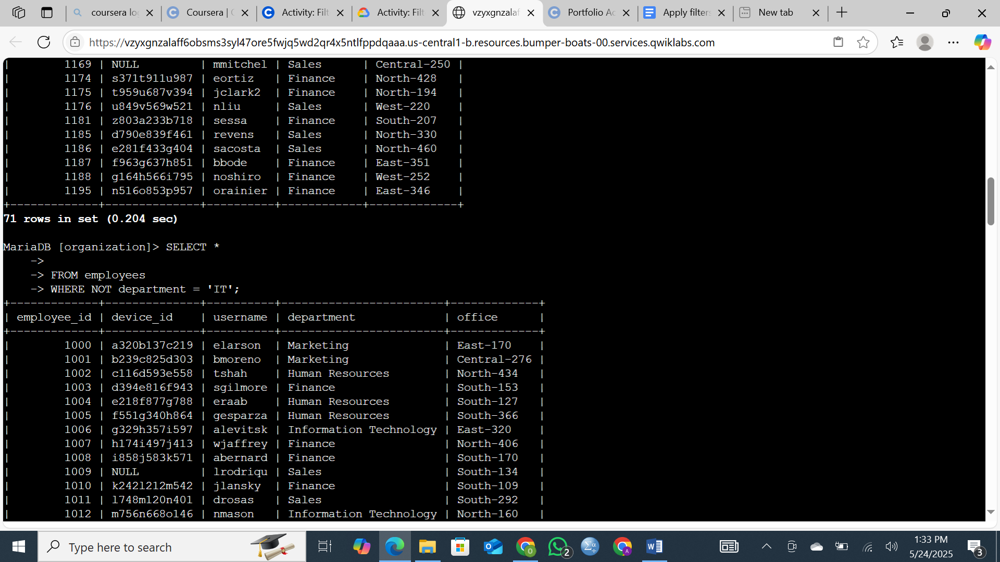 coursera lo
Coursera |
Activity: Filt
Activity: Filt
vzyxgnzalaf
Portfolio Ac
Apply filters
New tab
https://vzyxgnzalaff6obsms3syl47ore5fwjq5wd2qr4x5ntlfppdqaaa.us-central1-b.resources.bumper-boats-00.services.qwiklabs.com
| 1169 | NULL | mmitchel | Sales | Central-250 |
| 1174 | s371t911u987 | eortiz | Finance | North-428 |
| 1175 | t959u687v394 | jclark2 | Finance | North-194 |
| 1176 | u849v569w521 | nliu | Sales | West-220 |
| 1181 | z803a233b718 | sessa | Finance | South-207 |
| 1185 | d790e839f461 | revens | Sales | North-330 |
| 1186 | e281f433g404 | sacosta | Sales | North-460 |
| 1187 | f963g637h851 | bbode | Finance | East-351 |
| 1188 | g164h566i795 | noshiro | Finance | West-252 |
| 1195 | n516o853p957 | orainier | Finance | East-346 |
+-------------+--------------+----------+------------+-------------+
71 rows in set (0.204 sec)
MariaDB [organization]> SELECT *
->
-> FROM employees
-> WHERE NOT department = 'IT';
+-------------+--------------+----------+------------------------+-------------+
| employee_id | device_id | username | department | office |
+-------------+--------------+----------+------------------------+-------------+
| 1000 | a320b137c219 | elarson | Marketing | East-170 |
| 1001 | b239c825d303 | bmoreno | Marketing | Central-276 |
| 1002 | c116d593e558 | tshah | Human Resources | North-434 |
| 1003 | d394e816f943 | sgilmore | Finance | South-153 |
| 1004 | e218f877g788 | eraab | Human Resources | South-127 |
| 1005 | f551g340h864 | gesparza | Human Resources | South-366 |
| 1006 | g329h357i597 | alevitsk | Information Technology | East-320 |
| 1007 | h174i497j413 | wjaffrey | Finance | North-406 |
| 1008 | i858j583k571 | abernard | Finance | South-170 |
| 1009 | NULL | lrodriqu | Sales | South-134 |
| 1010 | k242l212m542 | jlansky | Finance | South-109 |
| 1011 | l748m120n401 | drosas | Sales | South-292 |
| 1012 | m756n668o146 | nmason | Information Technology | North-160 |
Type here to search
2
1:33 PM
5/24/2025
3